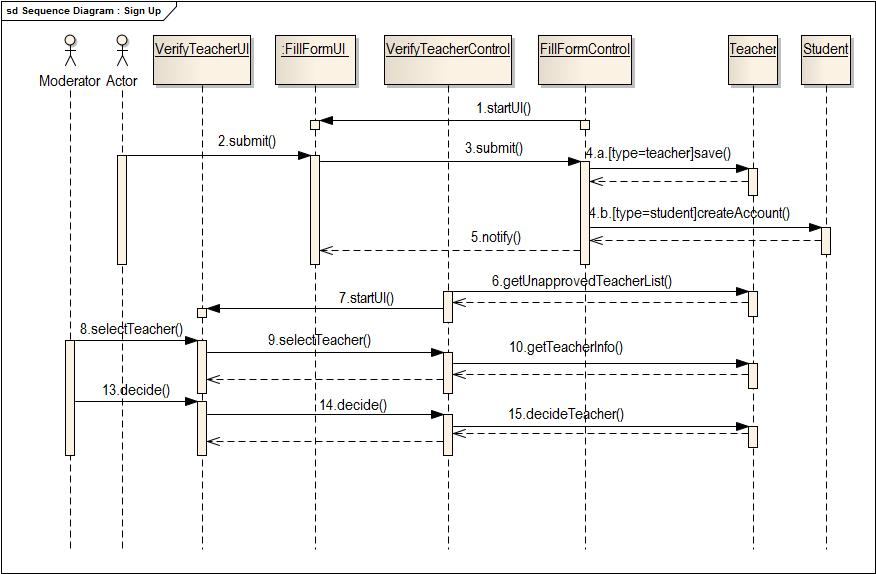 sd Sequence Diagram : Sign Up
VerifyTeacherUI
:FillFormUI
VerifyTeacherControl
FillFormControl
Teacher
Student
Moderator
Actor
1.startUI()
2.submit()
3.submit()
4.a.[type=teacher]save()
4.b.[type=student]createAccount()
5.notify()
6.getUnapprovedTeacherList()
7.startUI()
8.selectTeacher()
9.selectTeacher()
10.getTeacherInfo()
13.decide()
14.decide()
15.decideTeacher()